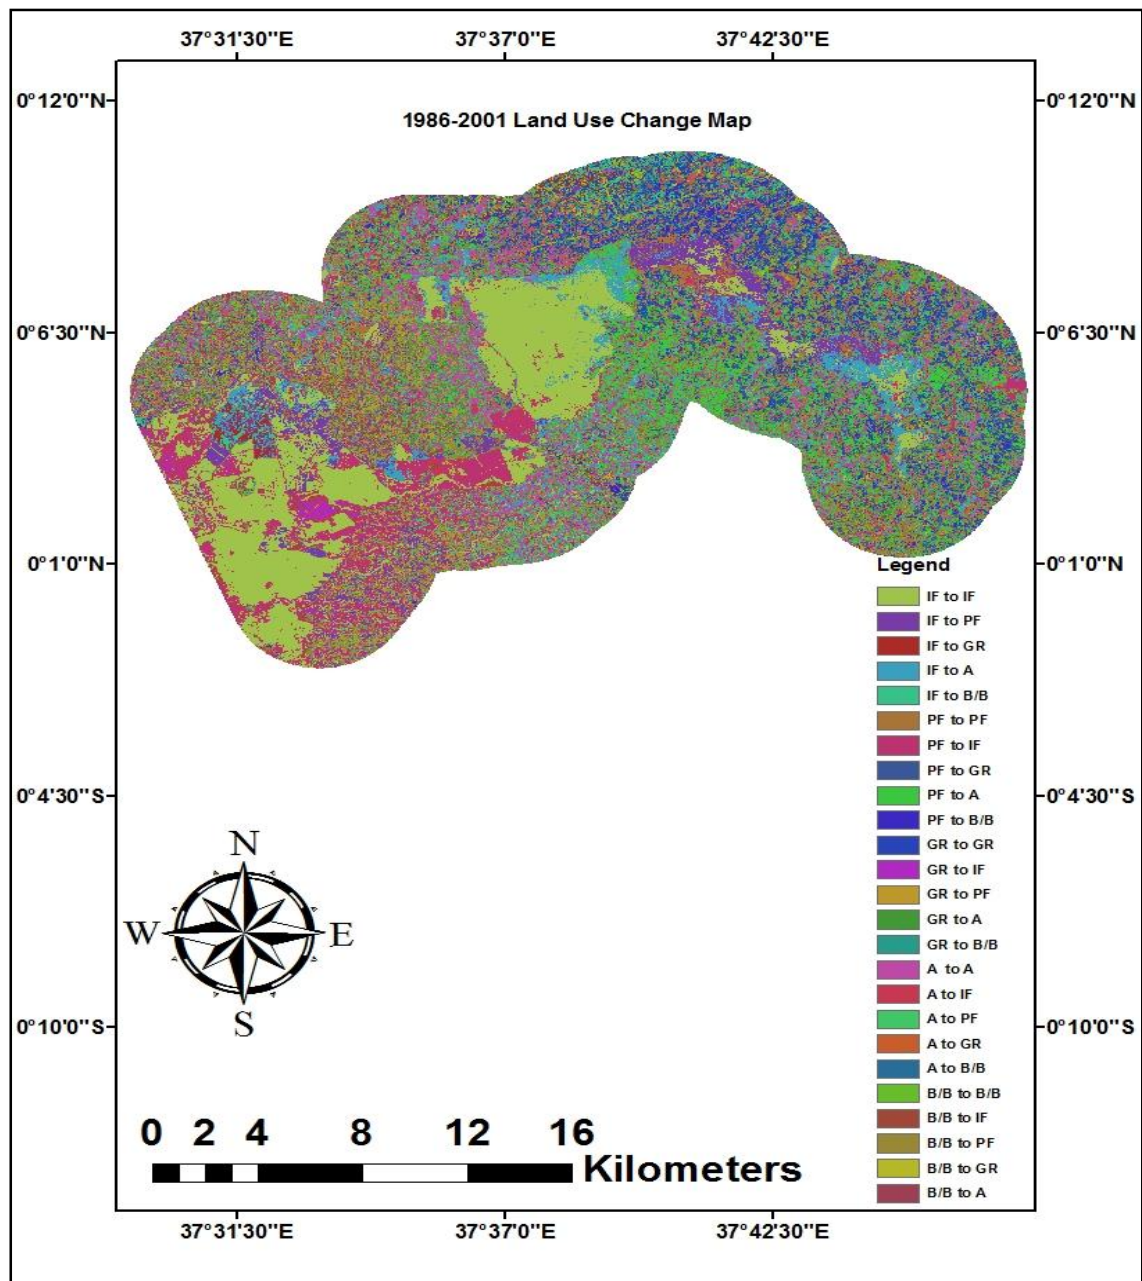 37°31'30"E 37°37'0"E 37°42'30"E
0°12'0"N 0°12'0"N
1986-2001 Land Use Change Map
0°6'30"N 0°6'30"N
0°1'0"N 0°1'0"N
Legend
IF to IF
IF to PF
IF to GR
IF to A
IF to B/B
PF to PF
PF to IF
PF to GR
PF to A
PF to B/B
GR to GR
GR to IF
GR to PF
GR to A
GR to B/B
A to A
A to IF
A to PF
A to GR
A to B/B
B/B to B/B
B/B to IF
B/B to PF
B/B to GR
B/B to A
0°4'30"S 0°4'30"S
N
W E
S
0°10'0"S 0°10'0"S
0 2 4 8 12 16
Kilometers
37°31'30"E 37°37'0"E 37°42'30"E